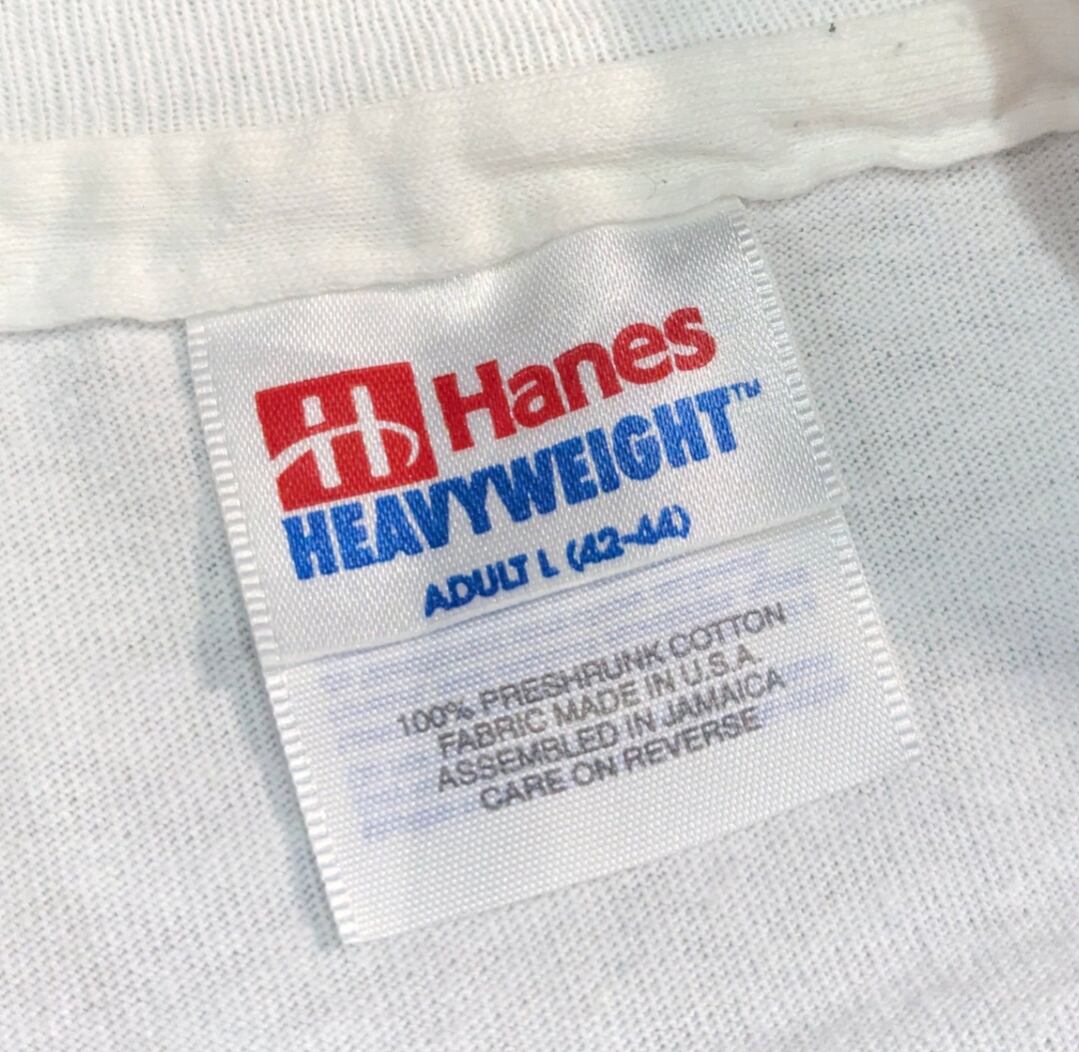 Hanes
HEAVYWEIGHT™
ADULT L (42-44)
100% PRESHRUNK COTTON
FABRIC MADE IN U.S.A.
ASSEMBLED IN JAMAICA
CARE ON REVERSE